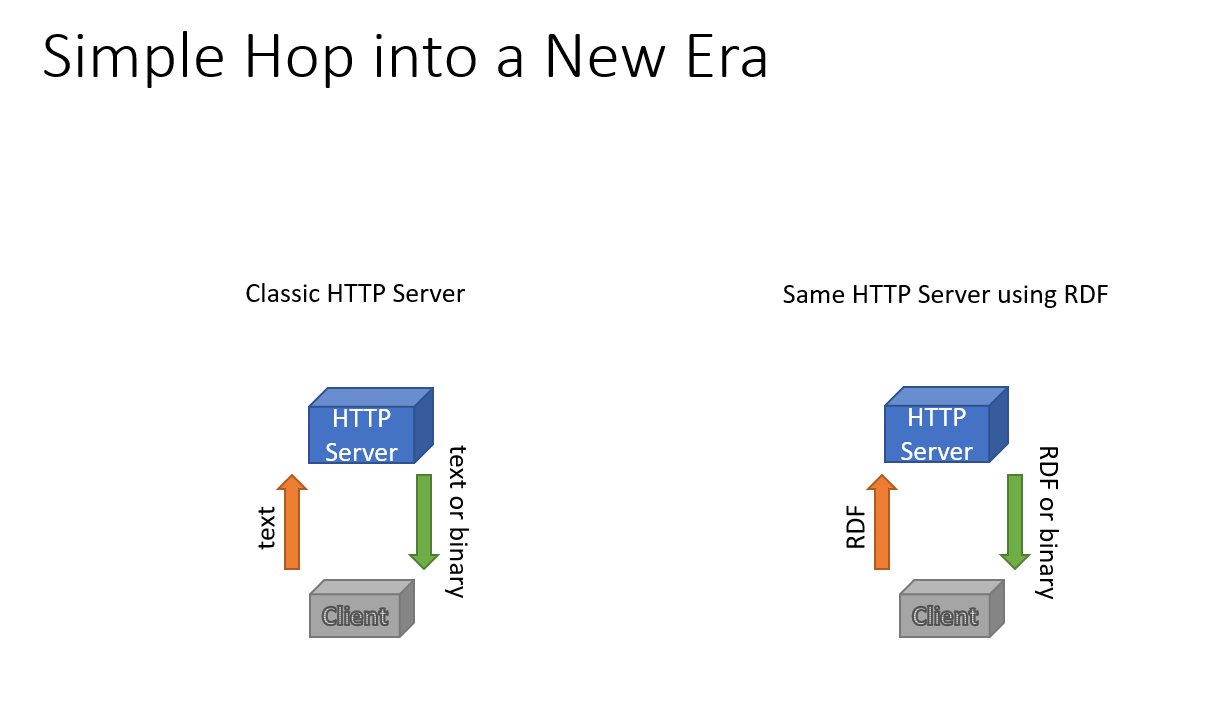 Simple Hop into a New Era
Classic HTTP Server
HTTP
Server
text
text or binary
Client
Same HTTP Server using RDF
HTTP
Server
RDF
RDF or binary
Client